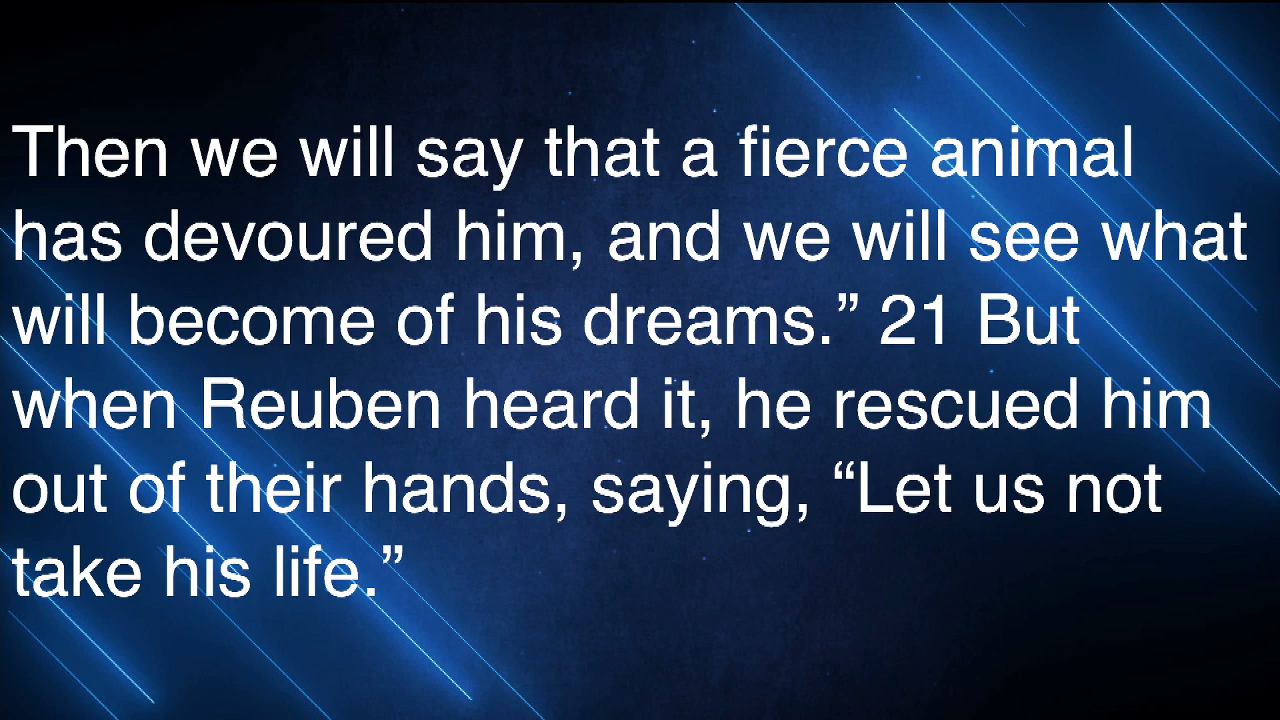 Then we will say that a fierce animal
has devoured him, and we will see what
will become of his dreams.” 21 But
when Reuben heard it, he rescued him
out of their hands, saying, “Let us not
take his life.”